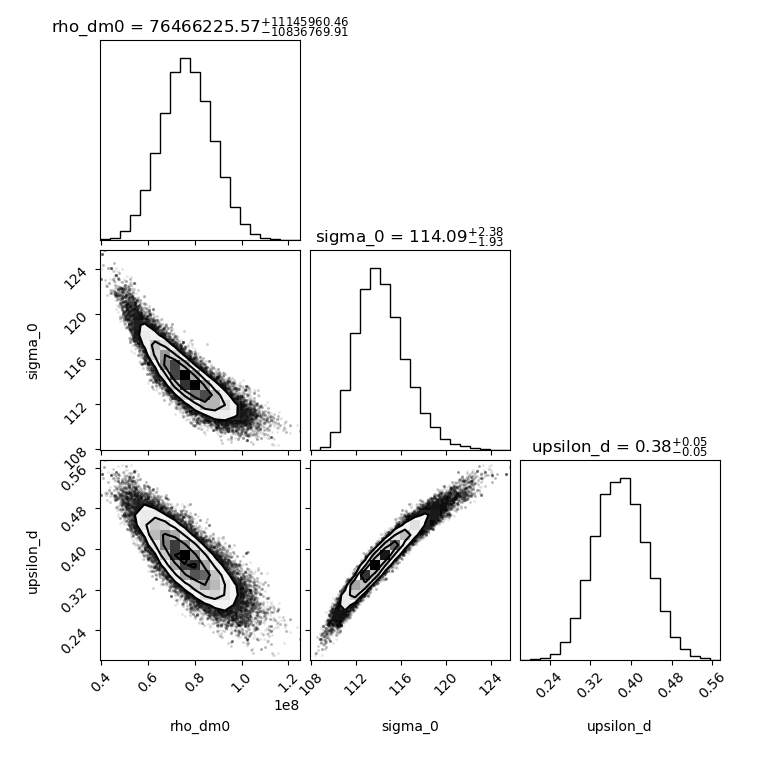 rho_dm0 = 76466225.57+11145960.46
−10836769.91
sigma_0 = 114.09+2.38
−1.93
124
120
116
112
108
sigma_0
upsilon_d = 0.38+0.05
−0.05
0.56
0.48
0.40
0.32
0.24
upsilon_d
0.4 0.6 0.8 1.0 1.2
1e8
rho_dm0
108 112 116 120 124
sigma_0
0.24 0.32 0.40 0.48 0.56
upsilon_d